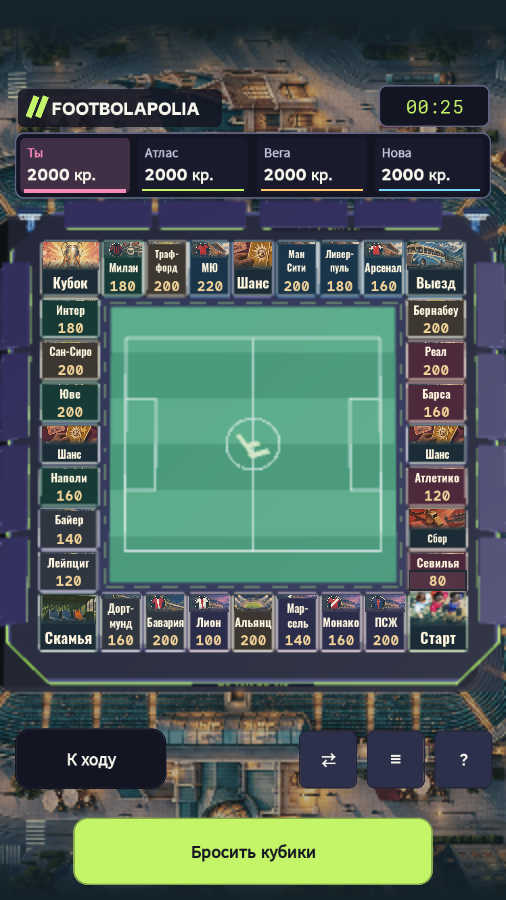 FOOTBOLAPOLIA
00:25
Ты
2000 кр.
Атлас
2000 кр.
Вега
2000 кр.
Нова
2000 кр.
Кубок
Милан
180
Траф-
форд
200
МЮ
220
Шанс
Ман
Сити
200
Ливер-
пуль
180
Арсенал
160
Выезд
Интер
180
Бернабеу
200
Сан-Сиро
200
Реал
200
Юве
200
Барса
160
Шанс
Шанс
Наполи
160
Атлетико
120
Байер
140
Сбор
Лейпциг
120
Севилья
80
Скамья
Дорт-
мунд
160
Бавария
200
Лион
100
Альянц
200
Мар-
сель
140
Монако
160
ПСЖ
200
Старт
К ходу
⇄
≡
?
Бросить кубики